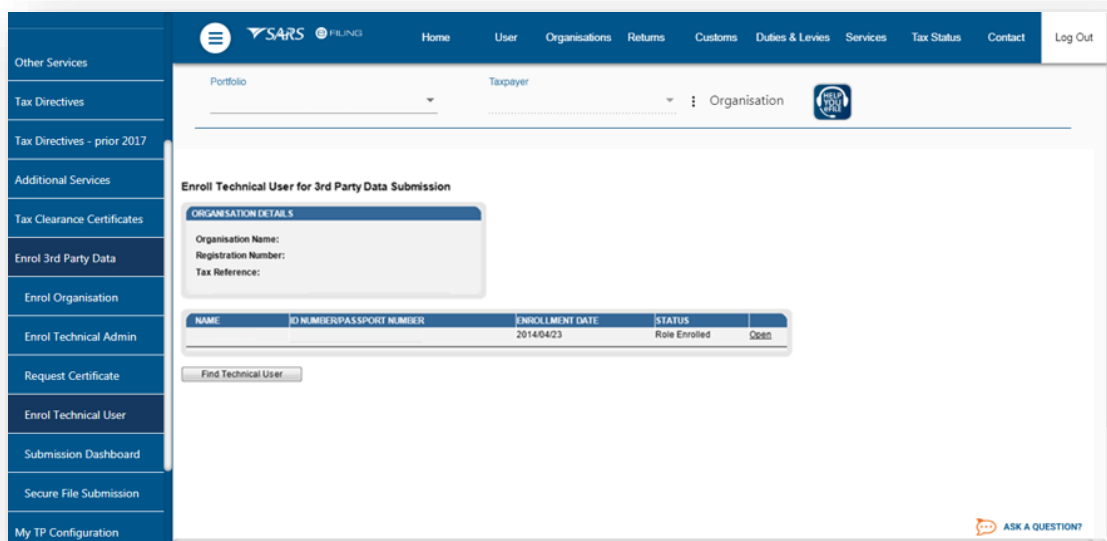 SARS eFILING
Home User Organisations Returns Customs Duties & Levies Services Tax Status Contact Log Out
Other Services
Tax Directives
Tax Directives - prior 2017
Additional Services
Tax Clearance Certificates
Enrol 3rd Party Data
Enrol Organisation
Enrol Technical Admin
Request Certificate
Enrol Technical User
Submission Dashboard
Secure File Submission
My TP Configuration
Portfolio Taxpayer
Organisation
HELP YOU eFILE
Enroll Technical User for 3rd Party Data Submission
ORGANISATION DETAILS
Organisation Name:
Registration Number:
Tax Reference:
NAME ID NUMBER/PASSPORT NUMBER ENROLLMENT DATE STATUS
2014/04/23 Role Enrolled Open
Find Technical User
ASK A QUESTION?